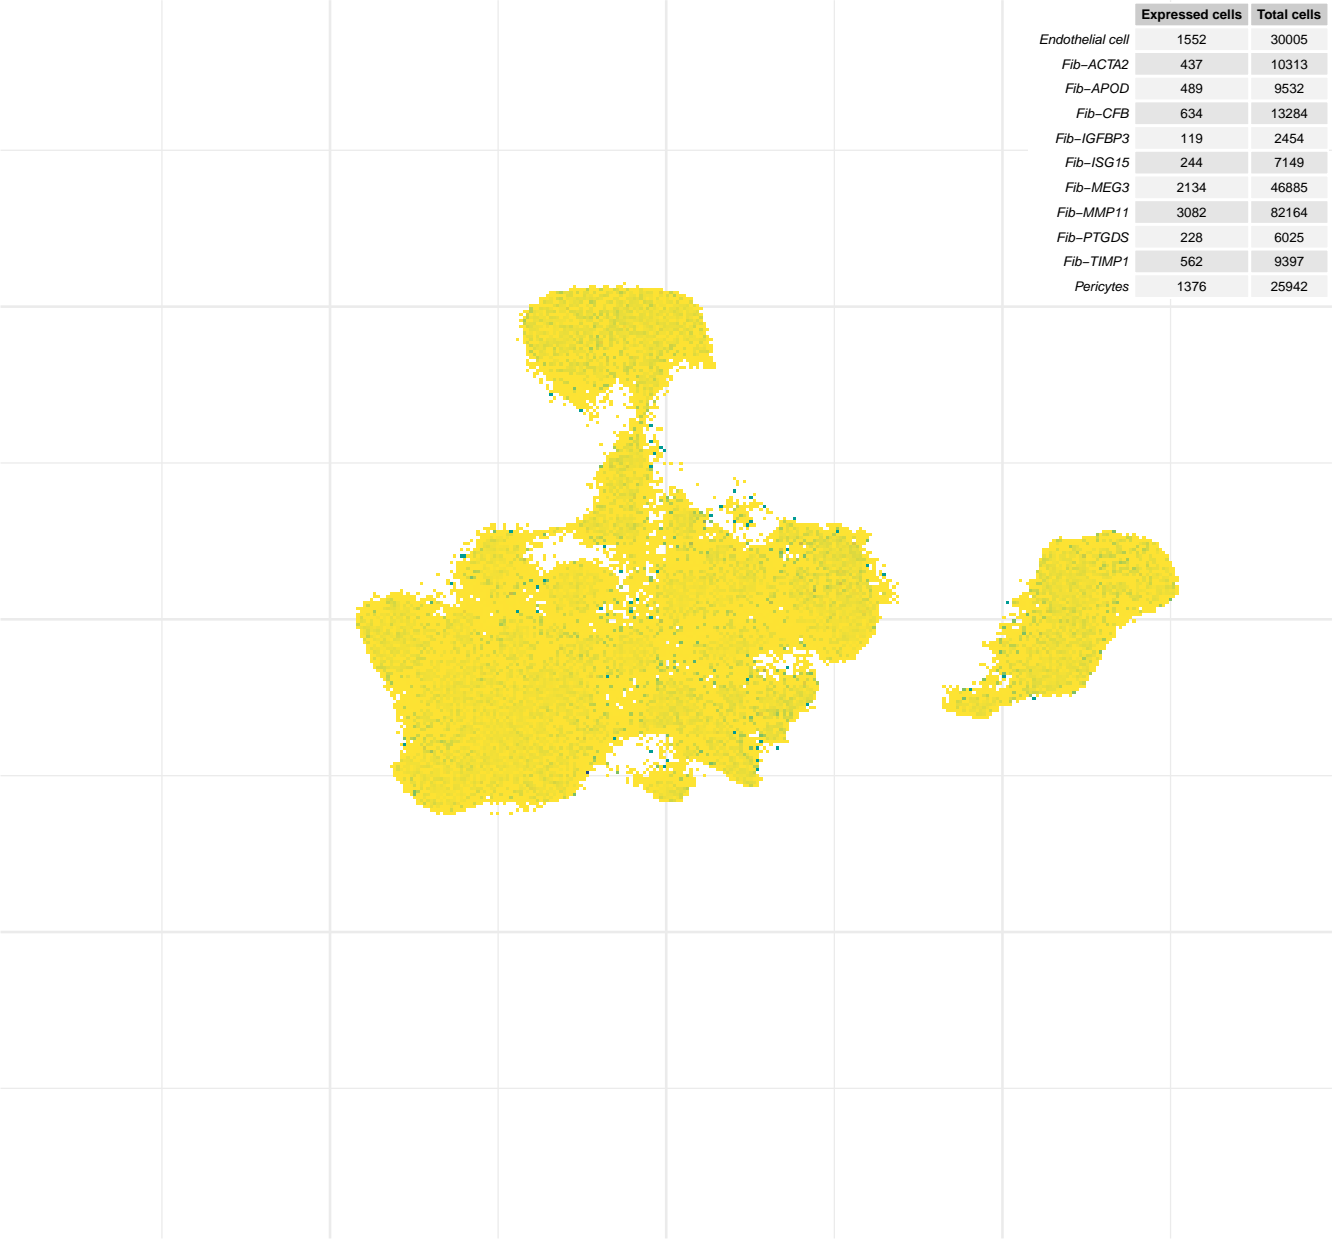 Expressed cells Total cells
Endothelial cell 1552 30005
Fib−ACTA2 437 10313
Fib−APOD 489 9532
Fib−CFB 634 13284
Fib−IGFBP3 119 2454
Fib−ISG15 244 7149
Fib−MEG3 2134 46885
Fib−MMP11 3082 82164
Fib−PTGDS 228 6025
Fib−TIMP1 562 9397
Pericytes 1376 25942